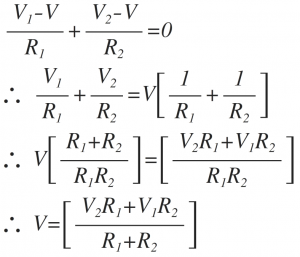 (V₁-V)/R₁ + (V₂-V)/R₂ =0
∴ V₁/R₁ + V₂/R₂ =V[1/R₁ + 1/R₂]
∴ V[(R₁+R₂)/(R₁R₂)]=[(V₂R₁+V₁R₂)/(R₁R₂)]
∴ V=[(V₂R₁+V₁R₂)/(R₁+R₂)]